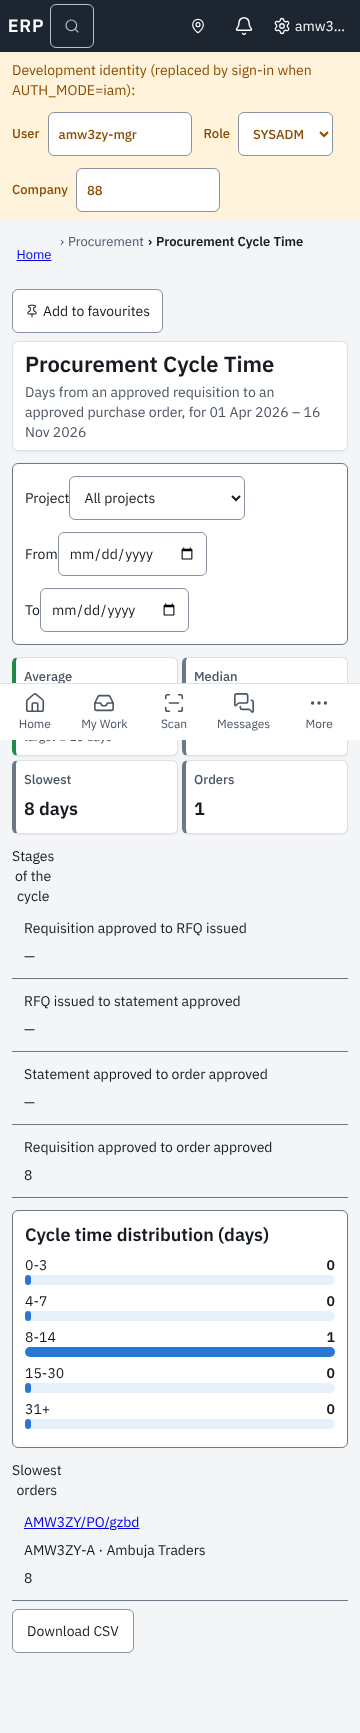 ERP
amw3...
Development identity (replaced by sign-in when
AUTH_MODE=iam):
User amw3zy-mgr Role SYSADM
Company 88
Home › Procurement › Procurement Cycle Time
Add to favourites
Procurement Cycle Time
Days from an approved requisition to an
approved purchase order, for 01 Apr 2026 – 16
Nov 2026
Project All projects
From mm/dd/yyyy
To mm/dd/yyyy
Average Median
Home My Work Scan Messages More
Slowest Orders
8 days 1
Stages
of the
cycle
Requisition approved to RFQ issued
—
RFQ issued to statement approved
—
Statement approved to order approved
—
Requisition approved to order approved
8
Cycle time distribution (days)
0-3 0
4-7 0
8-14 1
15-30 0
31+ 0
Slowest
orders
AMW3ZY/PO/gzbd
AMW3ZY-A · Ambuja Traders
8
Download CSV